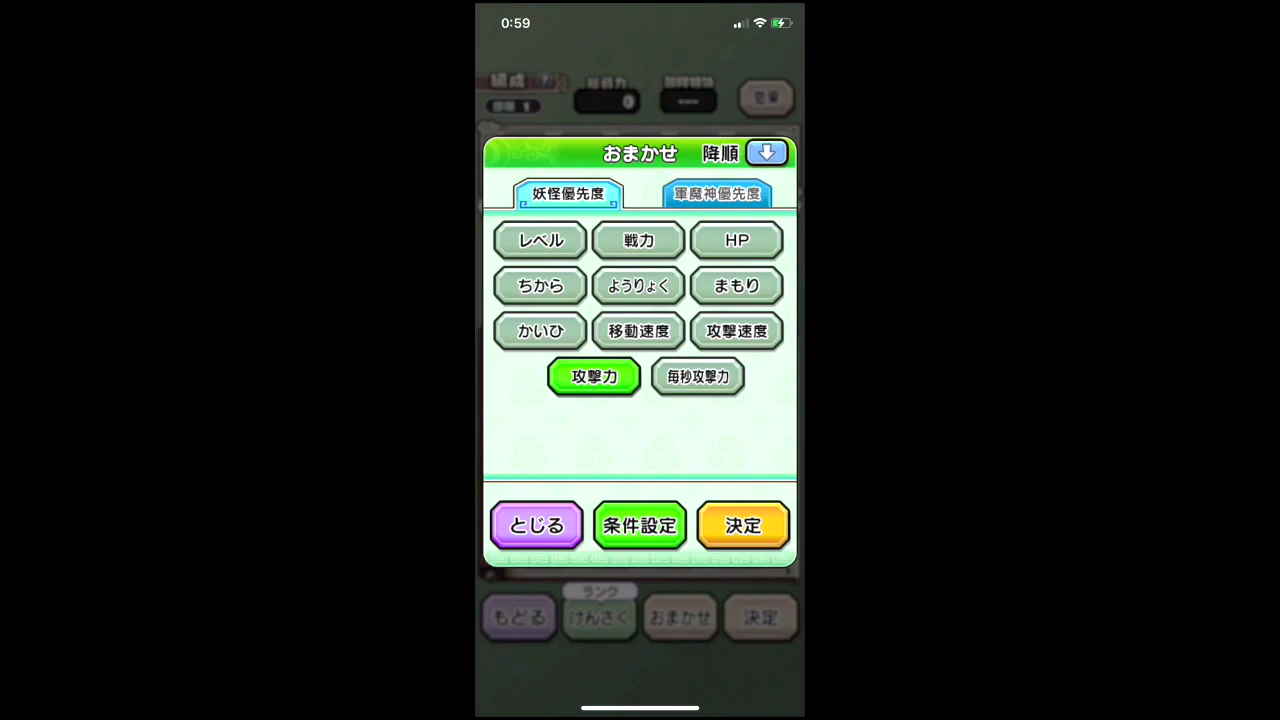 0:59
編成 ?
総戦力
部隊 1
0
---
おまかせ 降順
妖怪優先度 軍魔神優先度
レベル 戦力 HP
ちから ようりょく まもり
かいひ 移動速度 攻撃速度
攻撃力 毎秒攻撃力
とじる 条件設定 決定
ランク
もどる けんさく おまかせ 決定